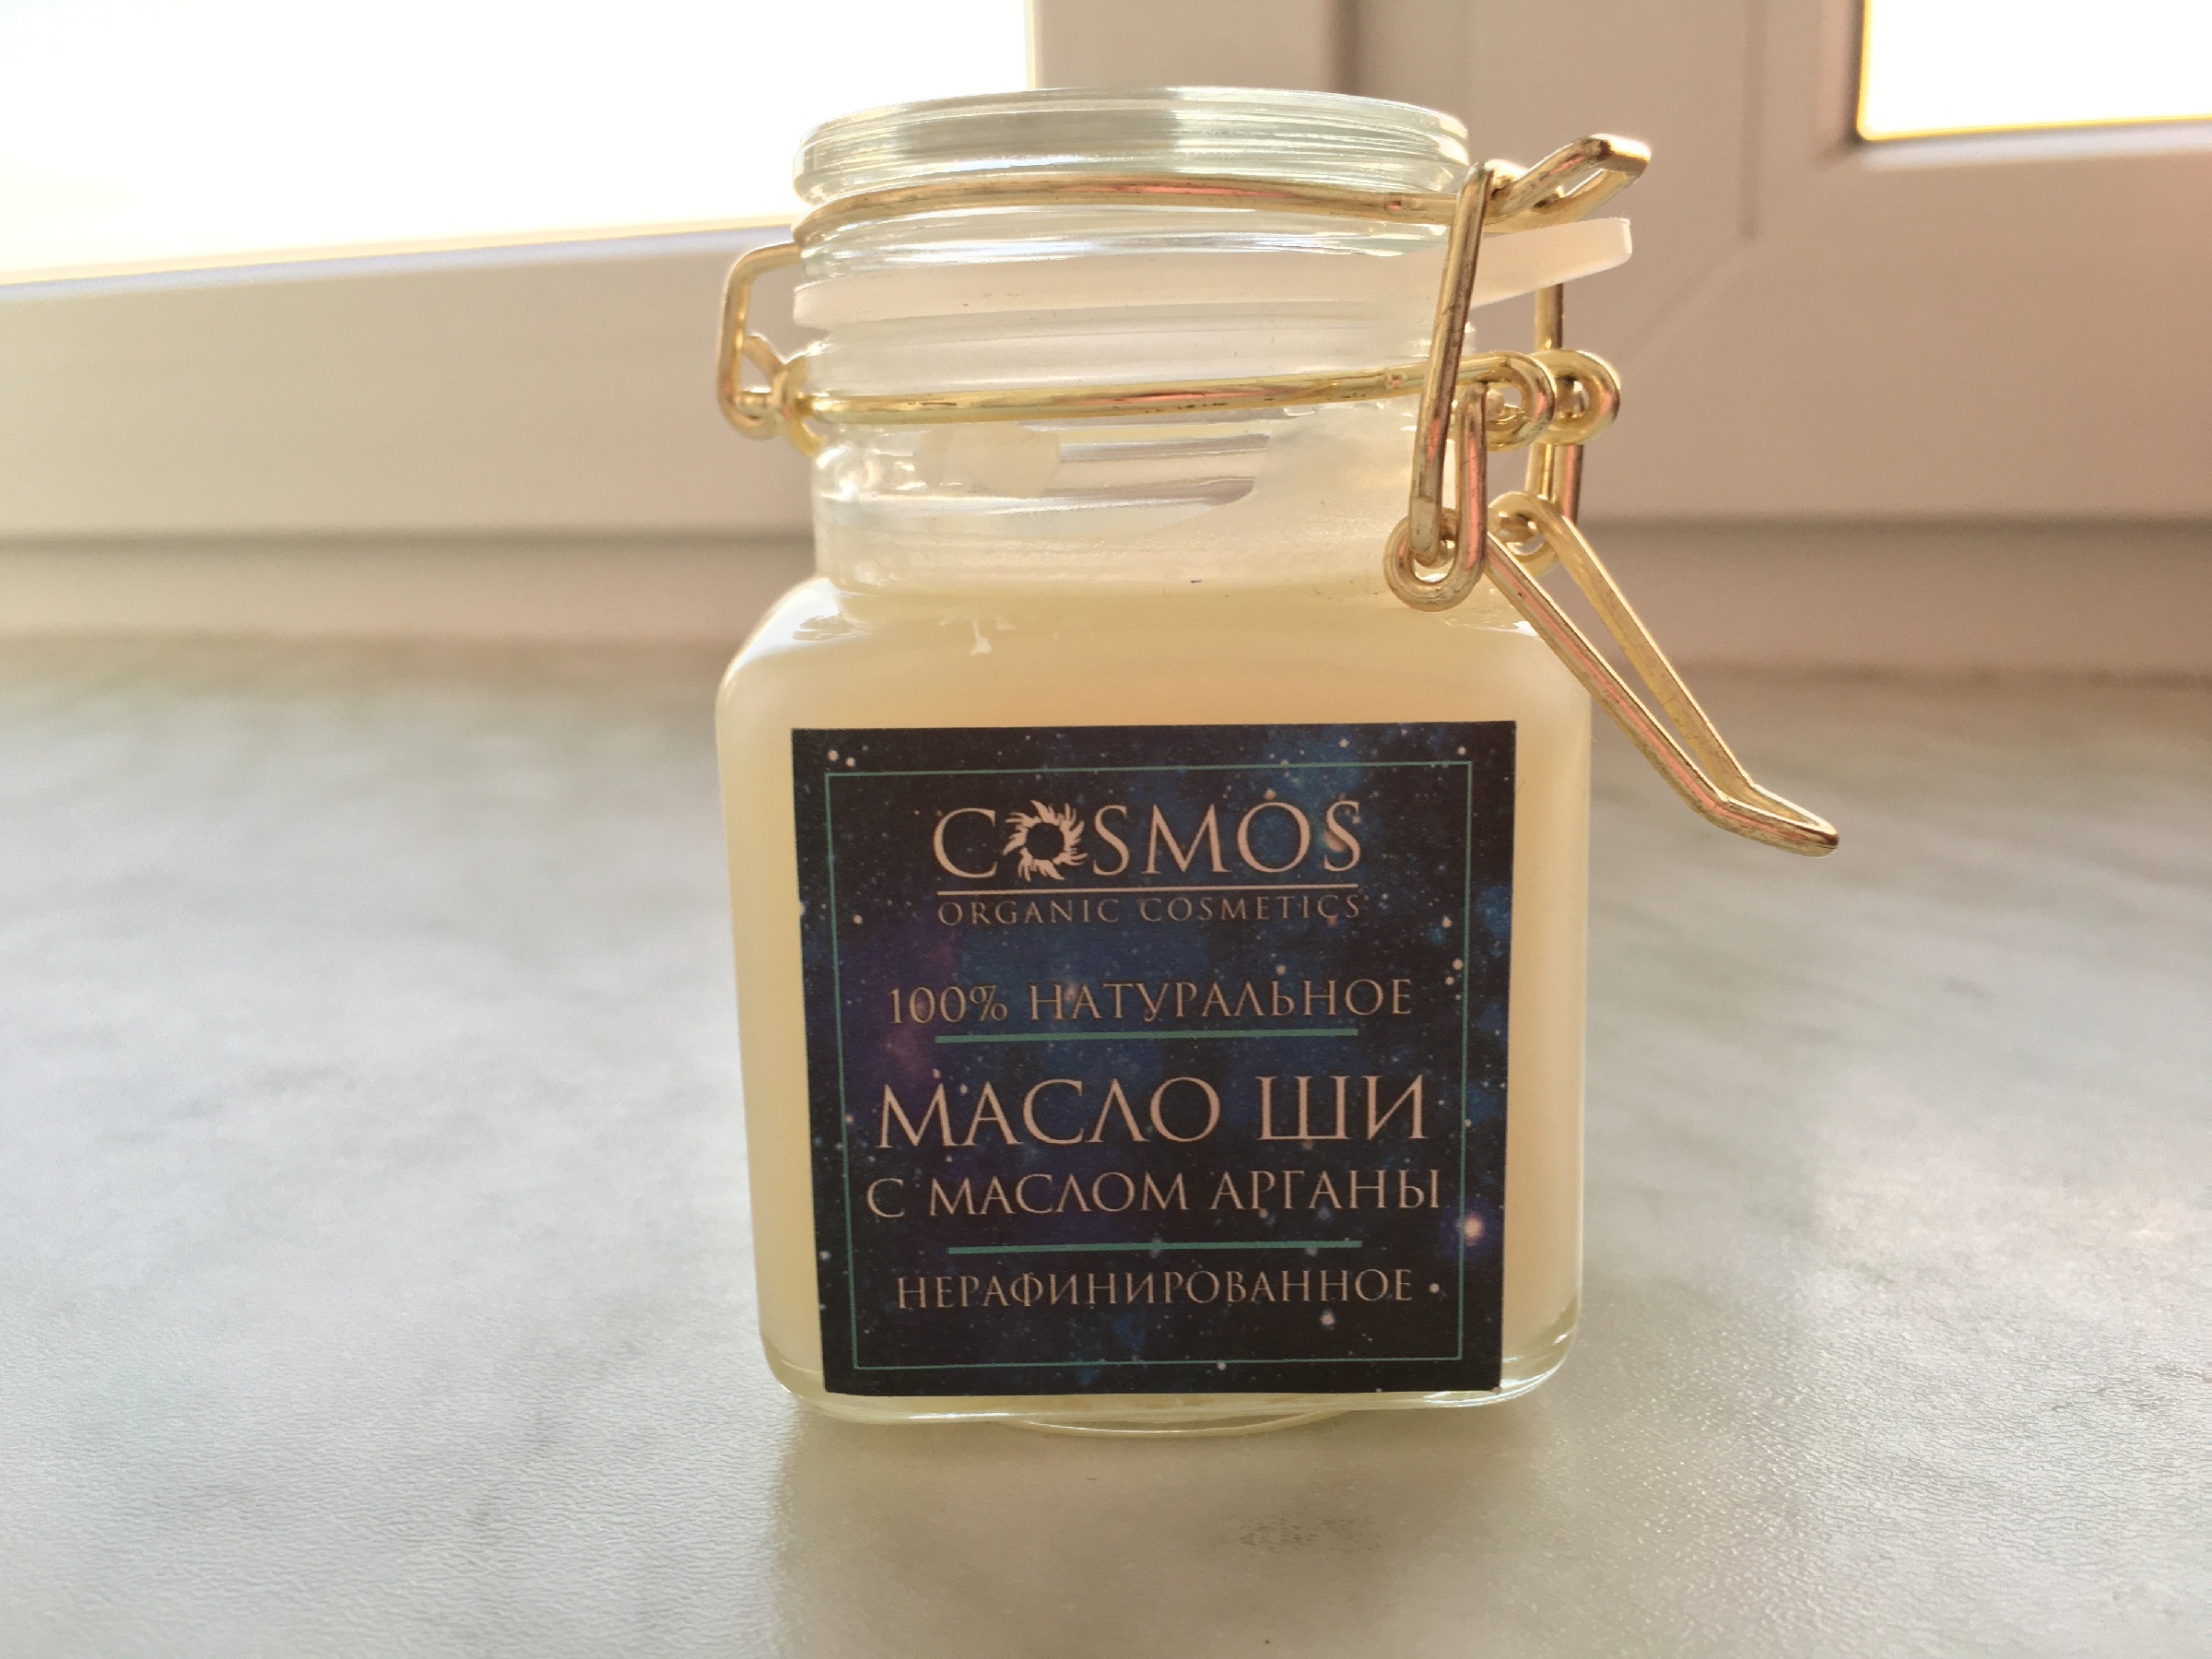 COSMOS
ORGANIC COSMETICS
100% НАТУРАЛЬНОЕ
МАСЛО ШИ
С МАСЛОМ АРГАНЫ
НЕРАФИНИРОВАННОЕ